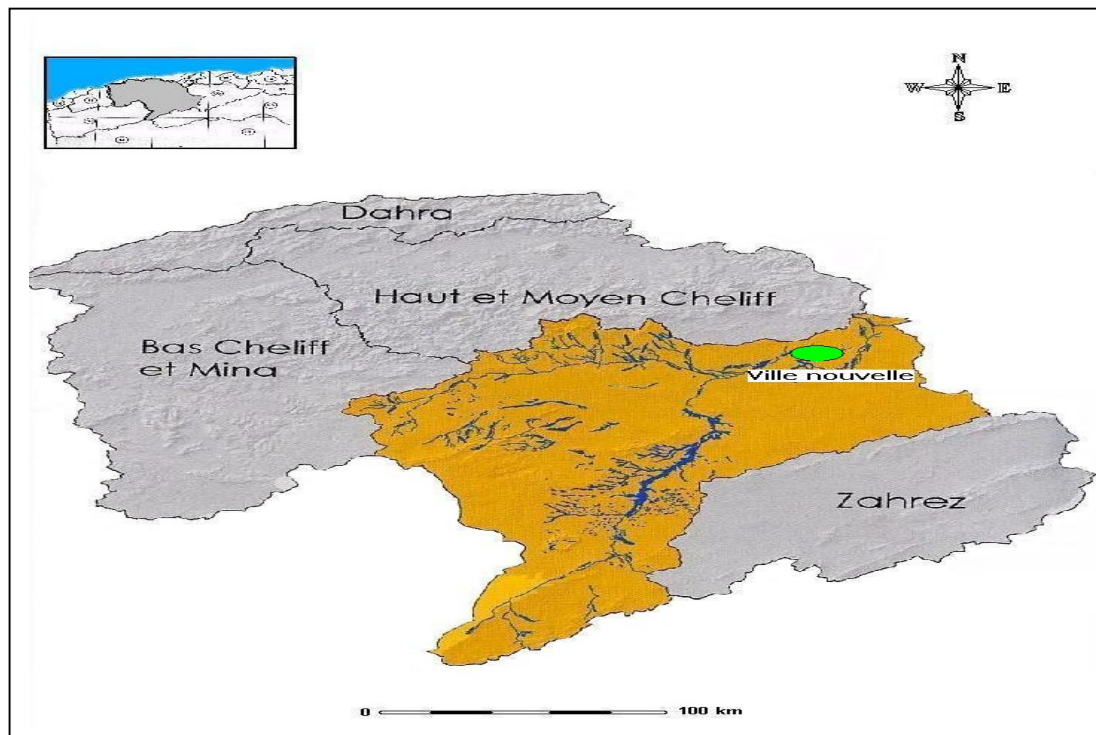 N
W E
S
Dahra
Haut et Moyen Cheliff
Bas Cheliff
et Mina
Ville nouvelle
Zahrez
0 100 km